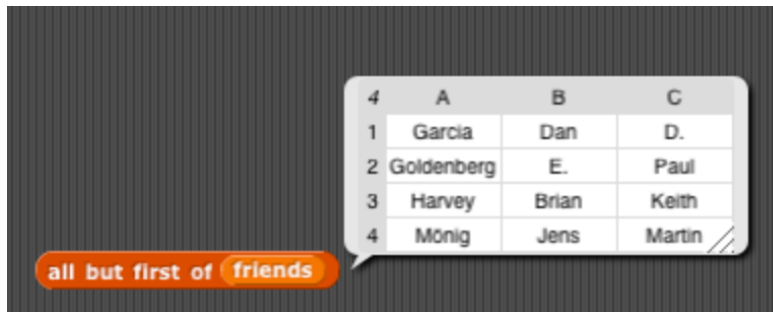 4 A B C
1 Garcia Dan D.
2 Goldenberg E. Paul
3 Harvey Brian Keith
4 Mönig Jens Martin
all but first of friends